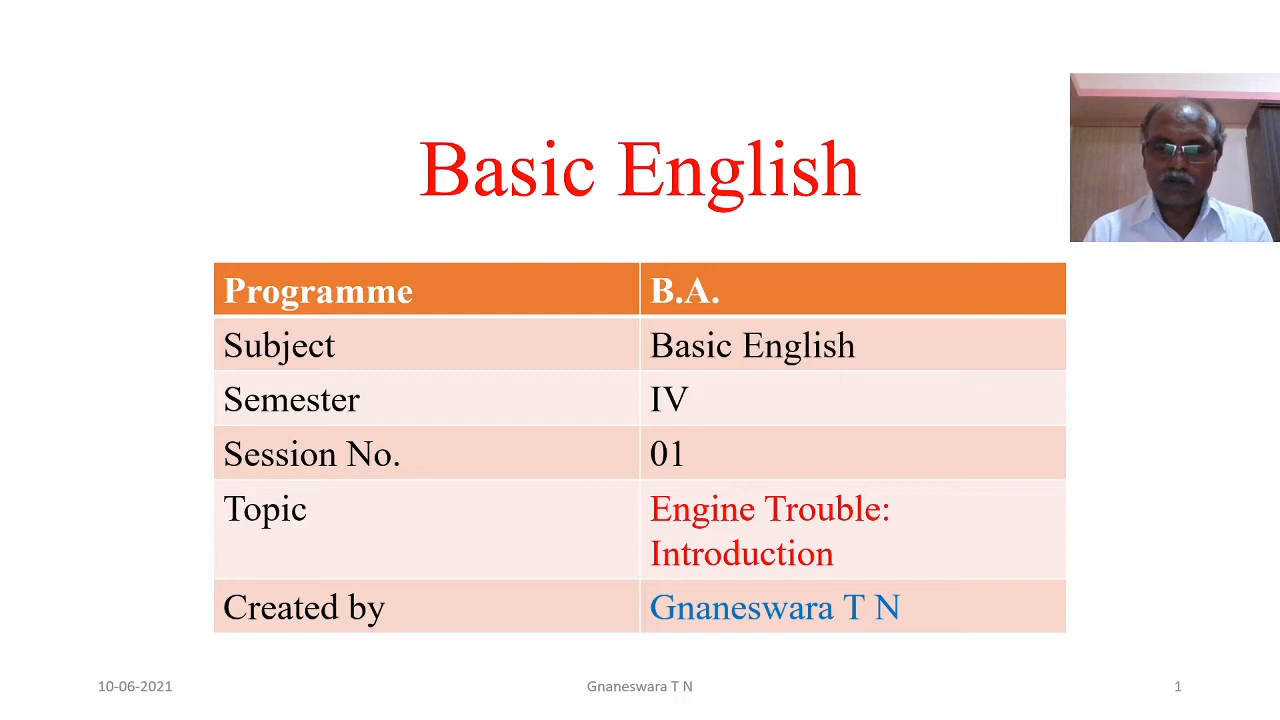 Basic English
Programme B.A.
Subject Basic English
Semester IV
Session No. 01
Topic Engine Trouble:
Introduction
Created by Gnaneswara T N
10-06-2021 Gnaneswara T N 1